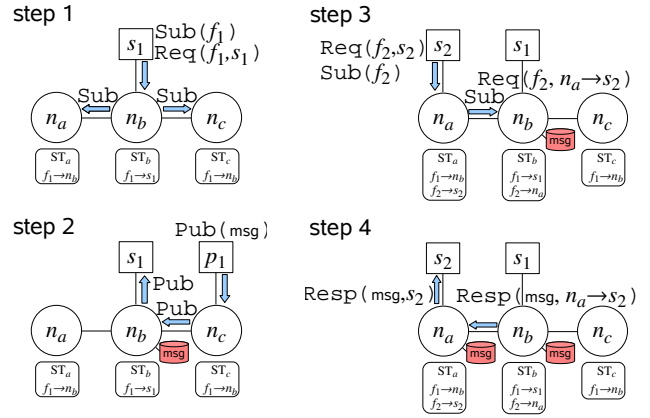 step 1
s1
Sub(f1)
Req(f1,s1)
Sub
Sub
na
nb
nc
STa
f1→nb
STb
f1→s1
STc
f1→nb
step 2
Pub(msg)
s1
p1
Pub
Pub
na
nb
nc
msg
STa
f1→nb
STb
f1→s1
STc
f1→nb
step 3
Req(f2,s2)
Sub(f2)
s2
s1
Req(f2, na→s2)
Sub
na
nb
nc
msg
STa
f1→nb
f2→s2
STb
f1→s1
f2→na
STc
f1→nb
step 4
s2
s1
Resp(msg,s2)
Resp(msg, na→s2)
na
nb
nc
msg
msg
STa
f1→nb
f2→s2
STb
f1→s1
f2→na
STc
f1→nb